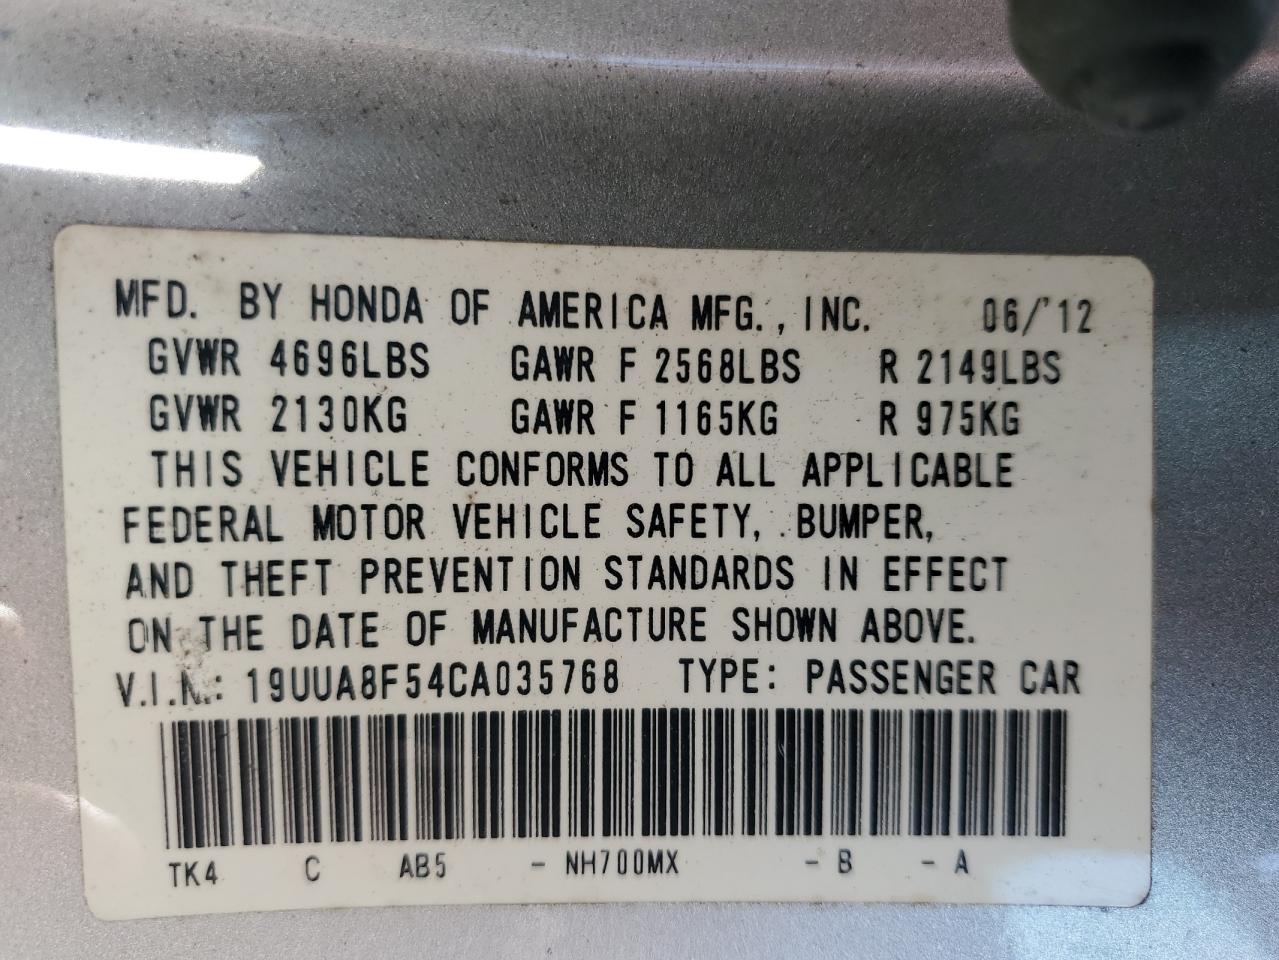 MFD. BY HONDA OF AMERICA MFG., INC. 06/'12
GVWR 4696LBS GAWR F 2568LBS R 2149LBS
GVWR 2130KG GAWR F 1165KG R 975KG
THIS VEHICLE CONFORMS TO ALL APPLICABLE
FEDERAL MOTOR VEHICLE SAFETY, BUMPER,
AND THEFT PREVENTION STANDARDS IN EFFECT
ON THE DATE OF MANUFACTURE SHOWN ABOVE.
V.I.N.: 19UUA8F54CA035768 TYPE: PASSENGER CAR
TK4 C AB5 - NH700MX - B - A